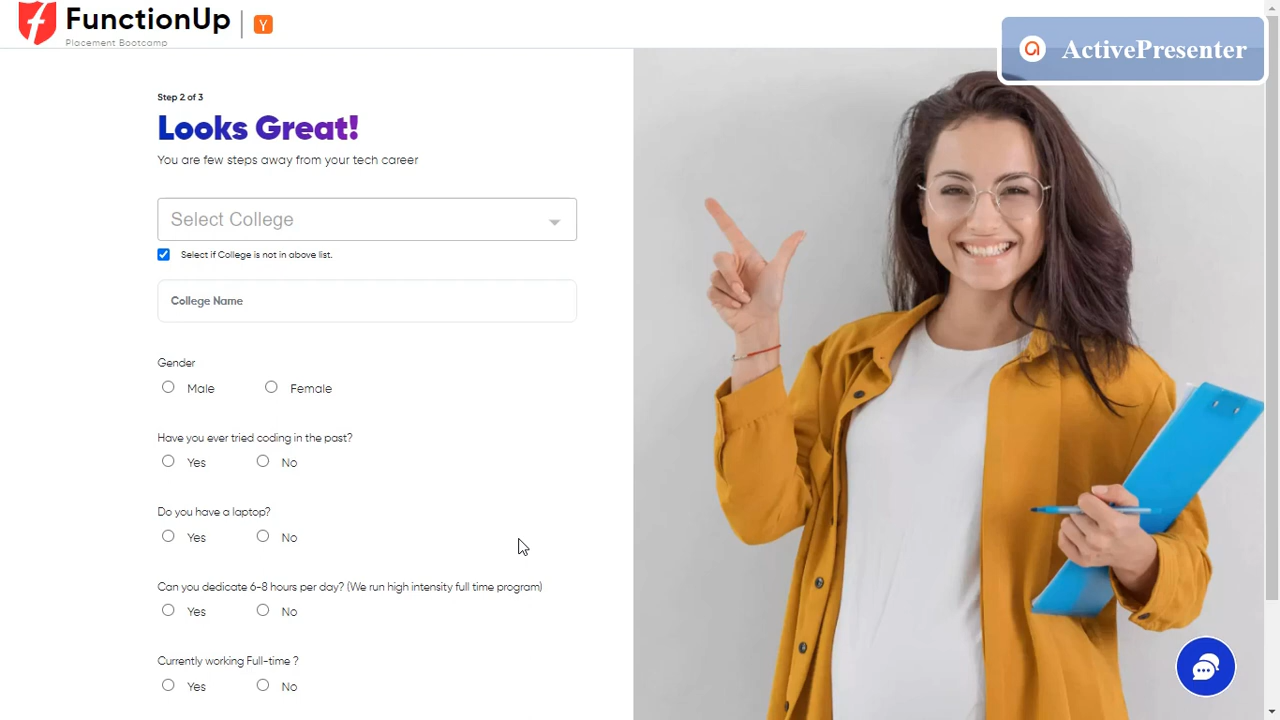 FunctionUp
Placement Bootcamp
Y
ActivePresenter
Step 2 of 3
Looks Great!
You are few steps away from your tech career
Select College
Select if College is not in above list.
College Name
Gender
Male Female
Have you ever tried coding in the past?
Yes No
Do you have a laptop?
Yes No
Can you dedicate 6-8 hours per day? (We run high intensity full time program)
Yes No
Currently working Full-time ?
Yes No